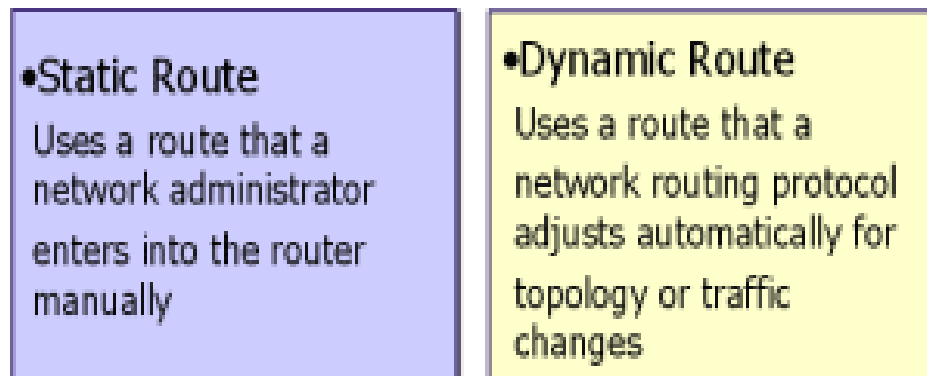 •Static Route
Uses a route that a
network administrator
enters into the router
manually
•Dynamic Route
Uses a route that a
network routing protocol
adjusts automatically for
topology or traffic
changes